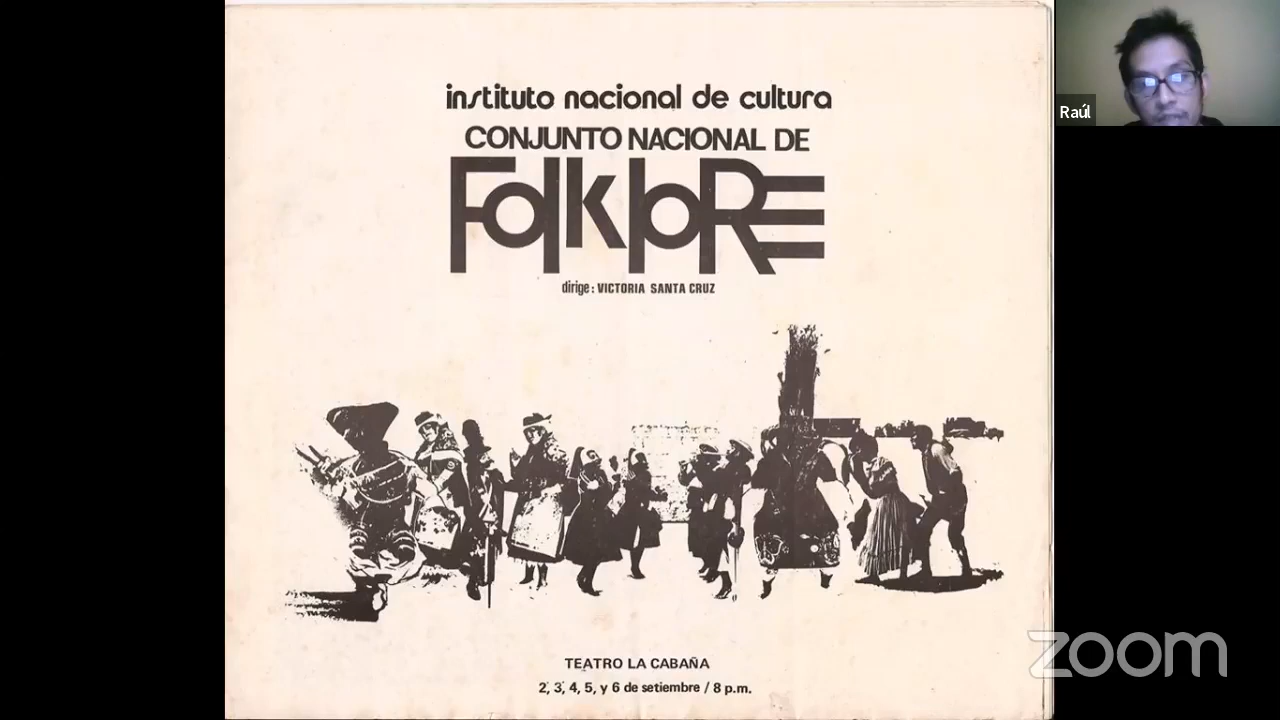 instituto nacional de cultura
CONJUNTO NACIONAL DE
FolkloRE
dirige: VICTORIA SANTA CRUZ
TEATRO LA CABAÑA
2, 3, 4, 5, y 6 de setiembre / 8 p.m.
Raúl
zoom